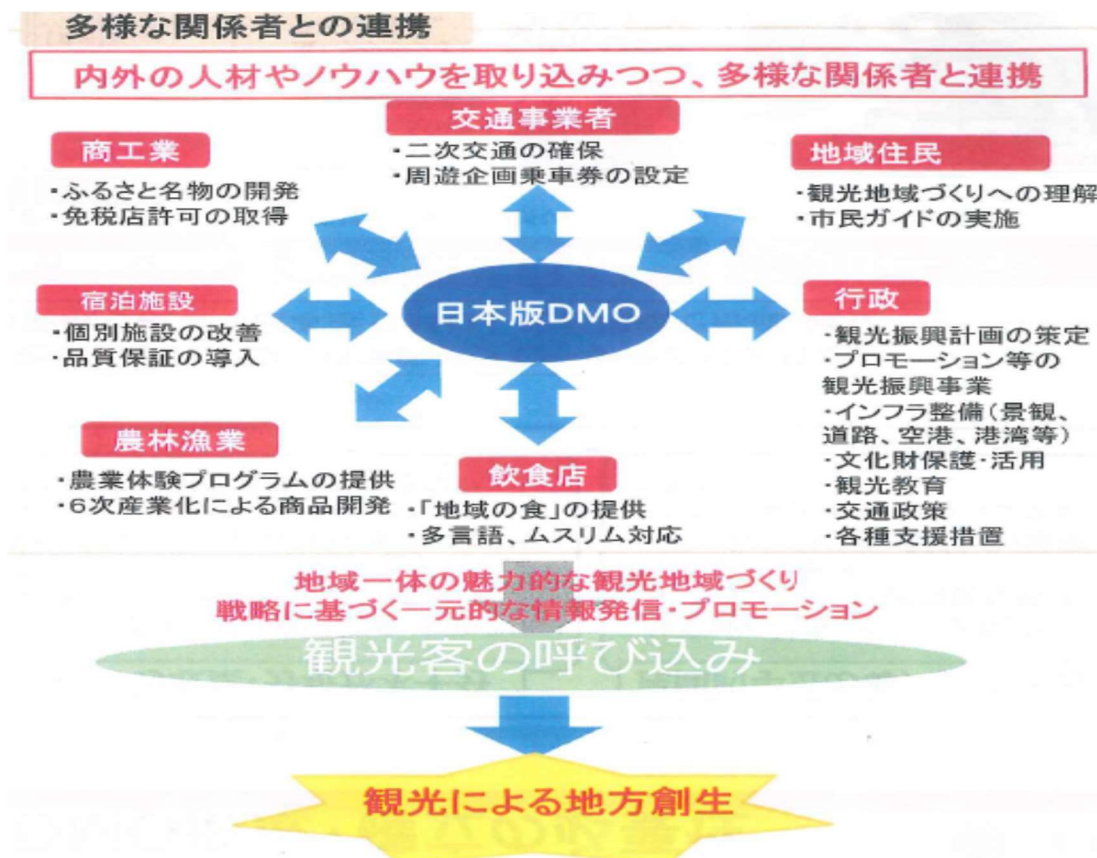 多様な関係者との連携
内外の人材やノウハウを取り込みつつ、多様な関係者と連携
交通事業者
・二次交通の確保
・周遊企画乗車券の設定
商工業
・ふるさと名物の開発
・免税店許可の取得
地域住民
・観光地域づくりへの理解
・市民ガイドの実施
宿泊施設
・個別施設の改善
・品質保証の導入
日本版DMO
行政
・観光振興計画の策定
・プロモーション等の
観光振興事業
・インフラ整備（景観、
道路、空港、港湾等）
・文化財保護・活用
・観光教育
・交通政策
・各種支援措置
農林漁業
・農業体験プログラムの提供
・６次産業化による商品開発
飲食店
・「地域の食」の提供
・多言語、ムスリム対応
地域一体の魅力的な観光地域づくり
戦略に基づく一元的な情報発信・プロモーション
観光客の呼び込み
観光による地方創生